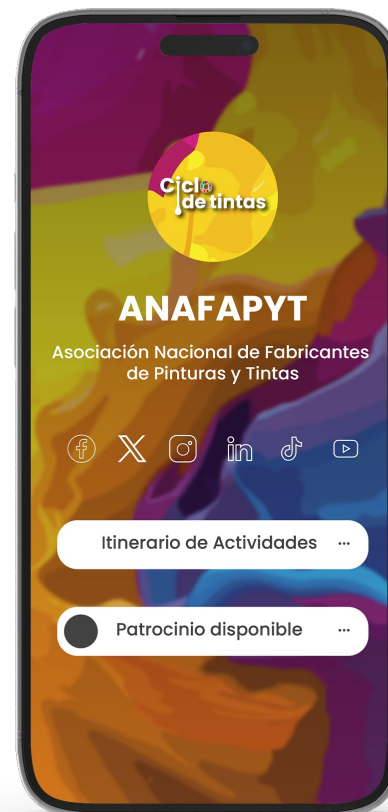 Ciclo
de tintas
ANAFAPYT
Asociación Nacional de Fabricantes
de Pinturas y Tintas
Itinerario de Actividades ...
Patrocinio disponible ...